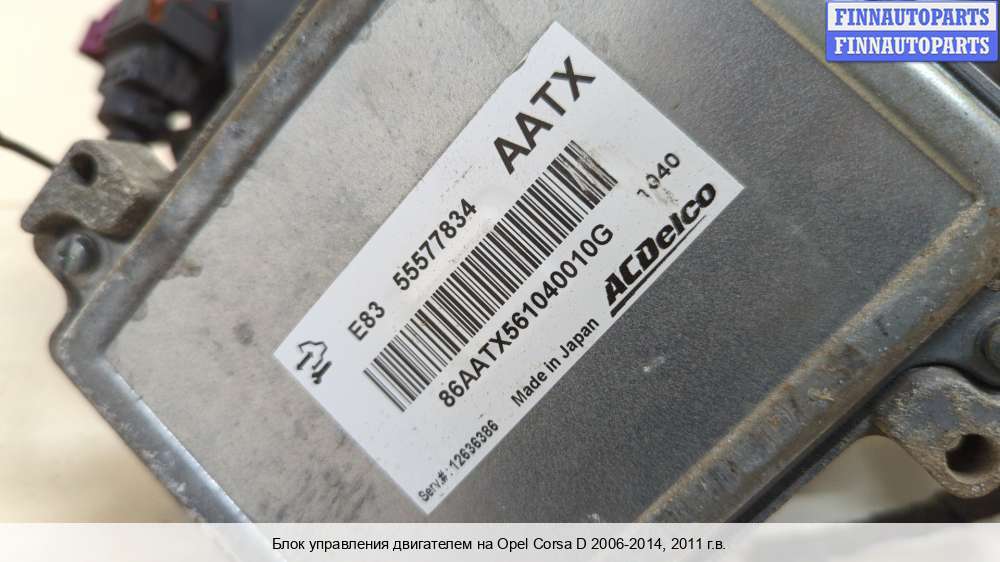 FINNAUTOPARTS
FINNAUTOPARTS
AATX
E83 55577834
1040
86AATX561040010G
ACDelco
Serv.#: 12636386 Made in Japan
Блок управления двигателем на Opel Corsa D 2006-2014, 2011 г.в.